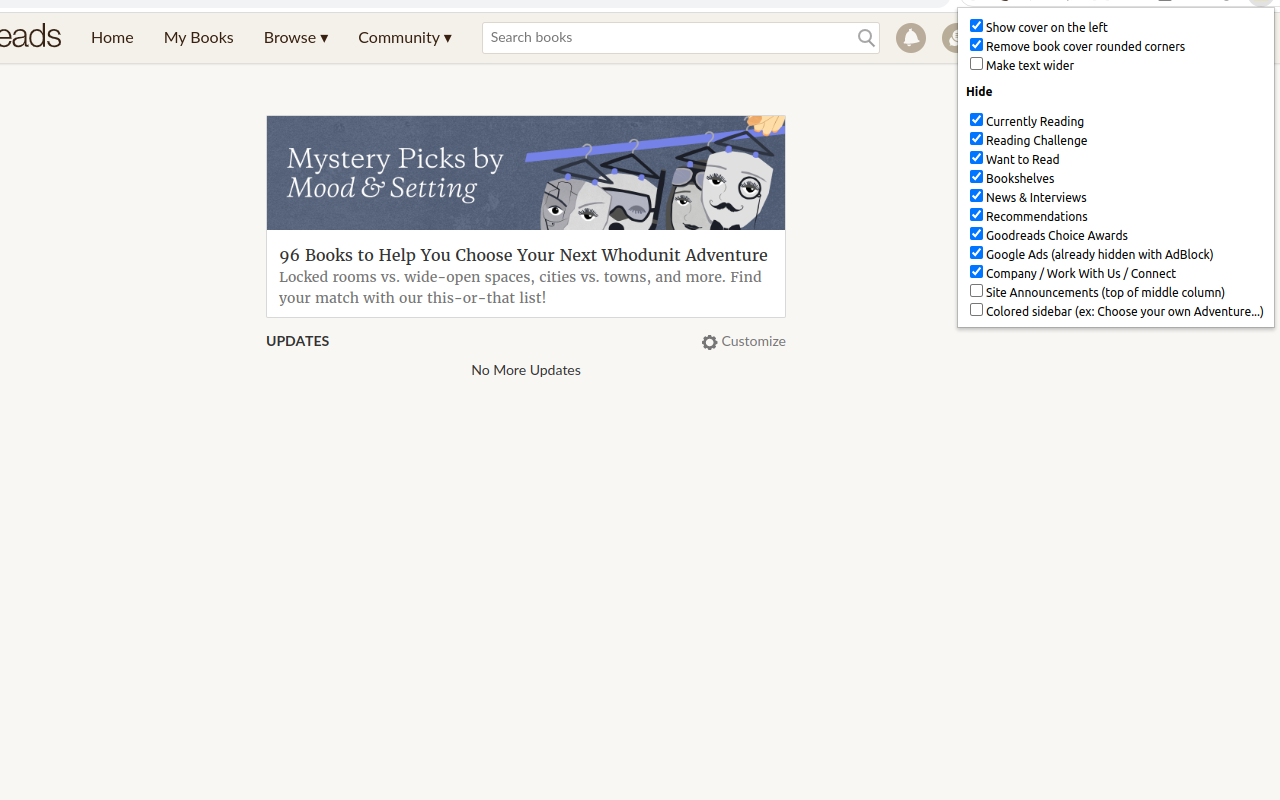 eads Home My Books Browse ▾ Community ▾ Search books
Show cover on the left
Remove book cover rounded corners
Make text wider
Hide
Currently Reading
Reading Challenge
Want to Read
Bookshelves
News & Interviews
Recommendations
Goodreads Choice Awards
Google Ads (already hidden with AdBlock)
Company / Work With Us / Connect
Site Announcements (top of middle column)
Colored sidebar (ex: Choose your own Adventure...)
Mystery Picks by
Mood & Setting
96 Books to Help You Choose Your Next Whodunit Adventure
Locked rooms vs. wide-open spaces, cities vs. towns, and more. Find
your match with our this-or-that list!
UPDATES Customize
No More Updates